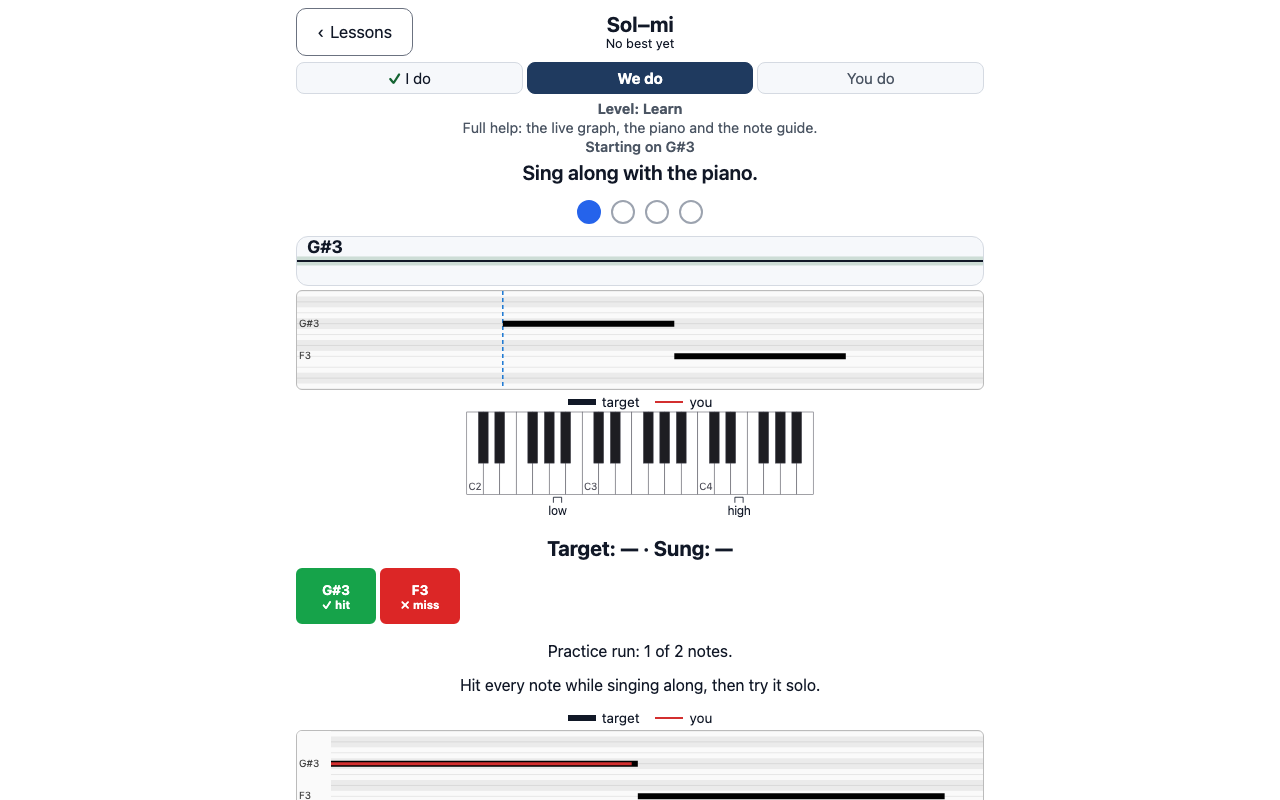 ‹ Lessons
Sol–mi
No best yet
✓ I do
We do
You do
Level: Learn
Full help: the live graph, the piano and the note guide.
Starting on G#3
Sing along with the piano.
G#3
G#3
F3
target
you
C2
C3
C4
low
high
Target: — · Sung: —
G#3
✓ hit
F3
✕ miss
Practice run: 1 of 2 notes.
Hit every note while singing along, then try it solo.
target
you
G#3
F3